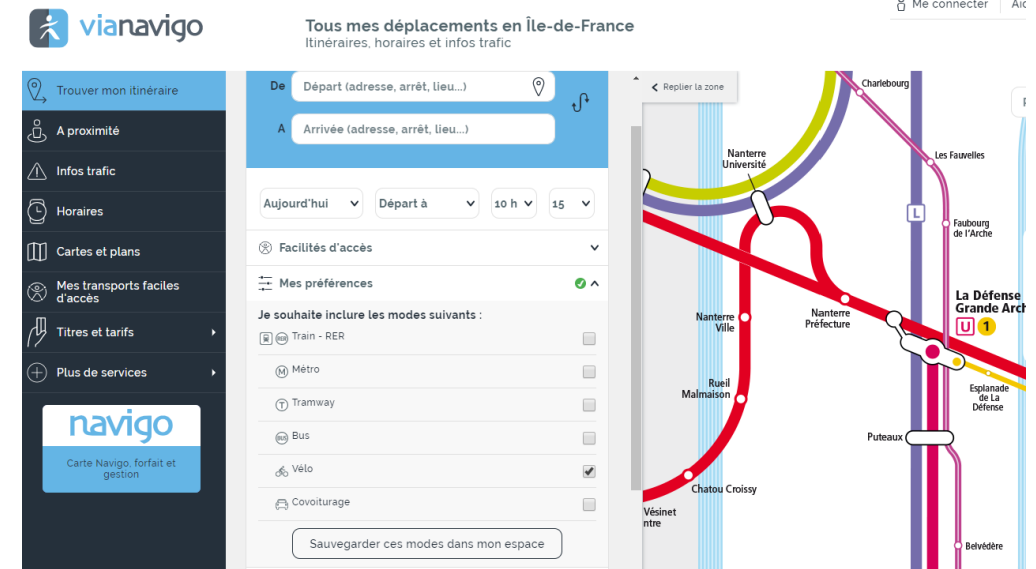 vianavigo
Tous mes déplacements en Île-de-France
Itinéraires, horaires et infos trafic
Me connecter
Trouver mon itinéraire
A proximité
Infos trafic
Horaires
Cartes et plans
Mes transports faciles
d'accès
Titres et tarifs
Plus de services
navigo
Carte Navigo, forfait et
gestion
De
Départ (adresse, arrêt, lieu...)
A
Arrivée (adresse, arrêt, lieu...)
Aujourd'hui
Départ à
10 h
15
Facilités d'accès
Mes préférences
Je souhaite inclure les modes suivants :
RER Train - RER
M Métro
T Tramway
BUS Bus
Vélo
Covoiturage
Sauvegarder ces modes dans mon espace
Replier la zone
Charlebourg
Nanterre
Université
Les Fauvelles
L
Faubourg
de l'Arche
La Défense
U 1
Nanterre
Ville
Nanterre
Préfecture
Rueil
Malmaison
Esplanade
de La
Défense
Puteaux
Chatou Croissy
Vésinet
Belvédère